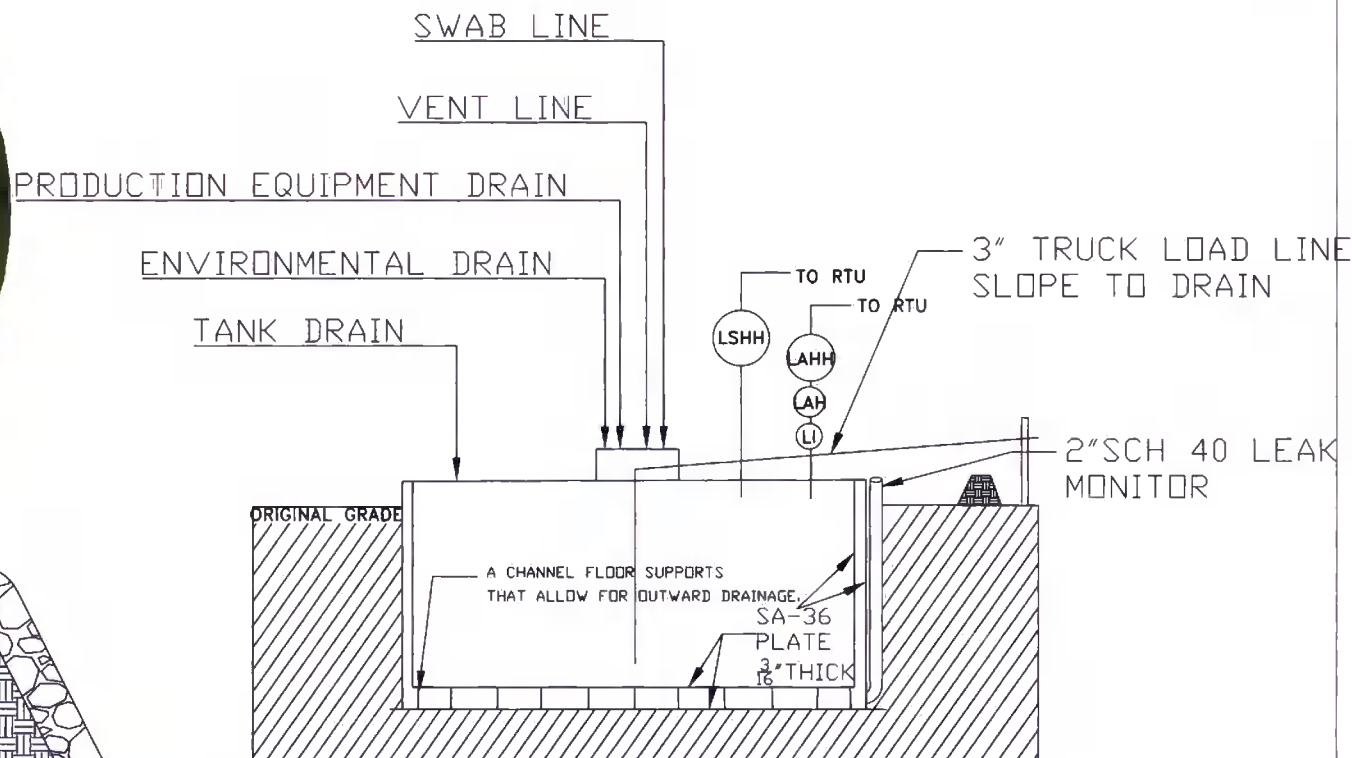 SWAB LINE
VENT LINE
PRODUCTION EQUIPMENT DRAIN
ENVIRONMENTAL DRAIN
TANK DRAIN
TO RTU
TO RTU
3" TRUCK LOAD LINE
SLOPE TO DRAIN
LSHH
LAHH
LAH
LI
2"SCH 40 LEAK
MONITOR
ORIGINAL GRADE
A CHANNEL FLOOR SUPPORTS
THAT ALLOW FOR OUTWARD DRAINAGE.
SA-36
PLATE
3/16"THICK